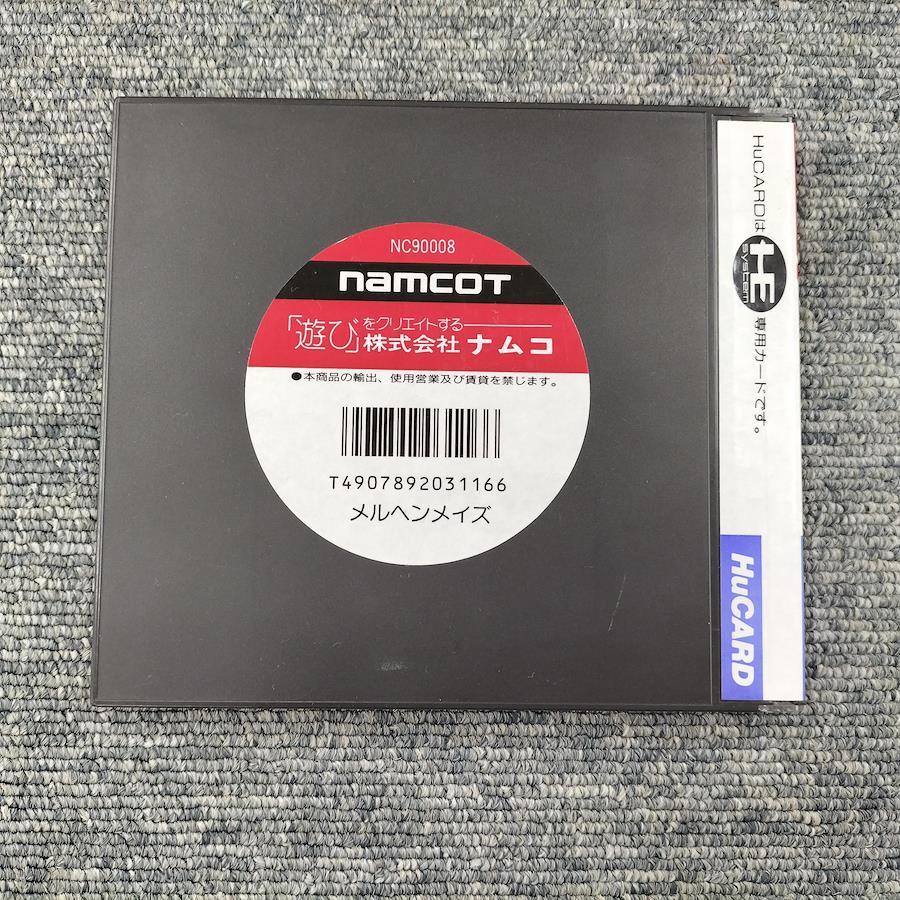 NC90008
namcot
「遊び」をクリエイトする
株式会社ナムコ
●本商品の輸出、使用営業及び賃貸を禁じます。
T4907892031166
メルヘンメイズ
HuCARDは HE SYSTEM 専用カードです。
HuCARD